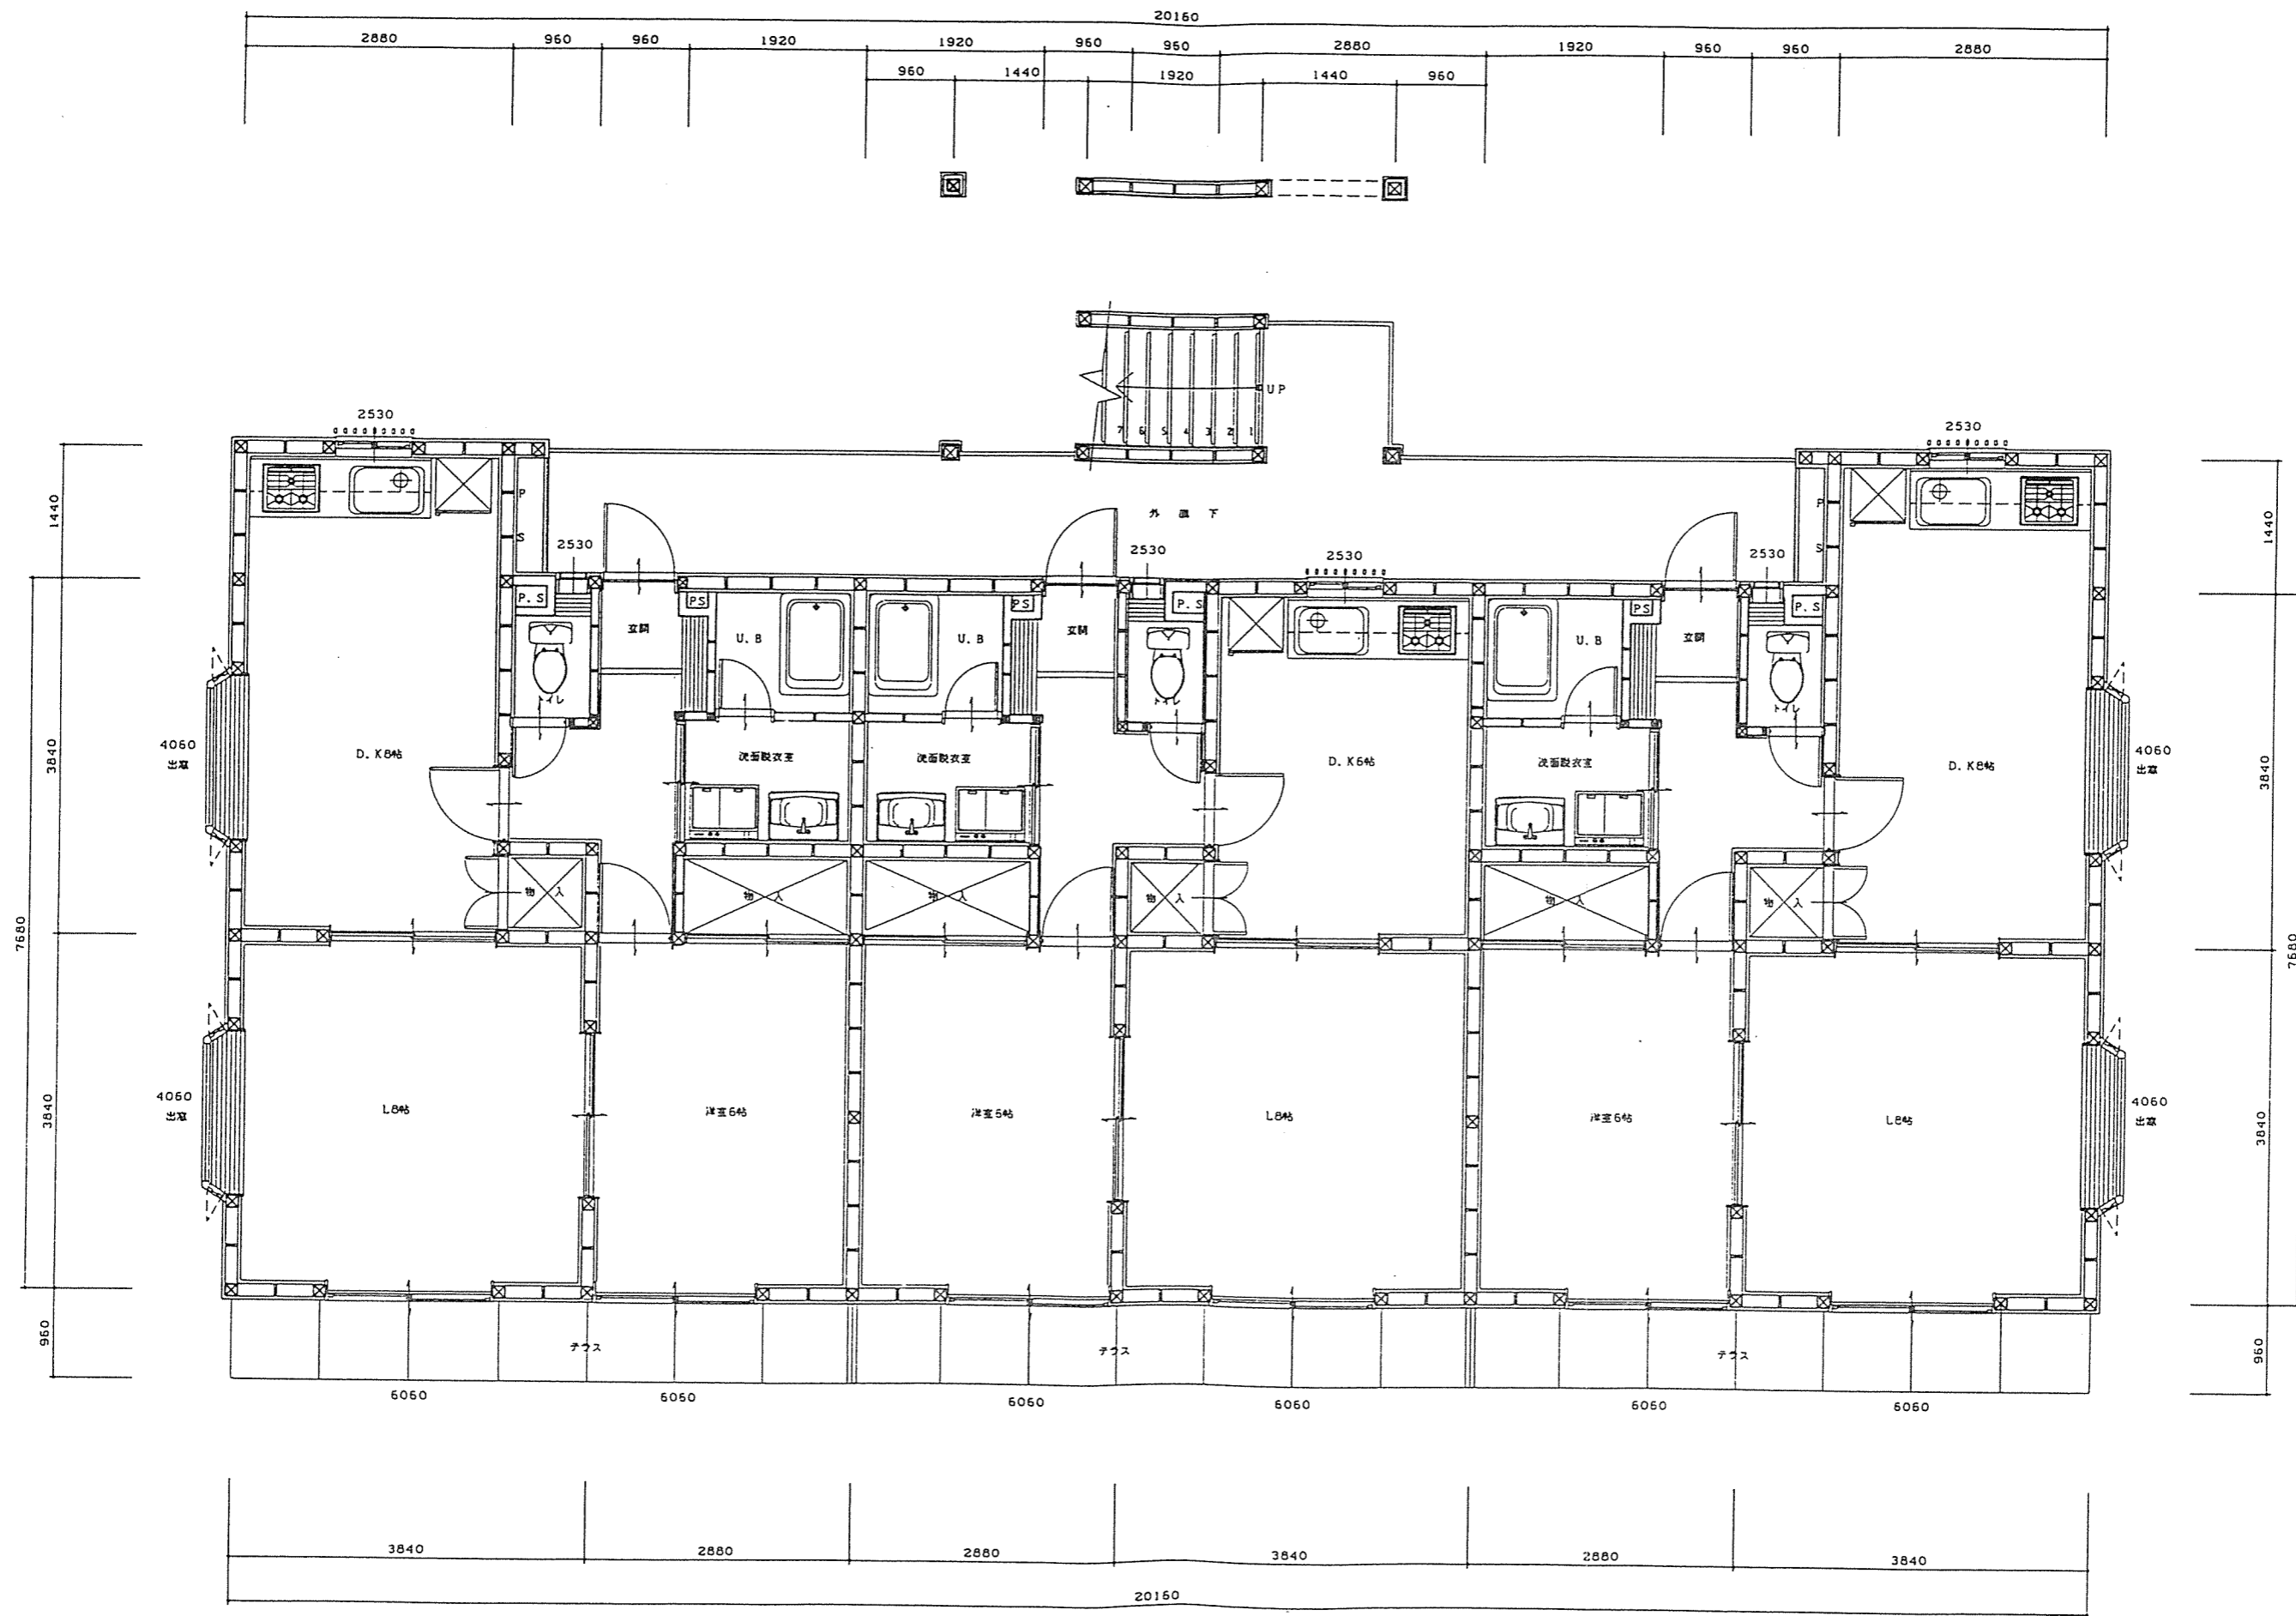 20160
2880 960 960 1920 1920 960 960 2880 1920 960 960 2880
960 1440 1920 1440 960
UP
7 6 5 4 3 2 1
2530
2530
1440
1440
P
S
外廊下
P
S
2530
2530
2530
2530
P.S
PS
PS
P.S
PS
P.S
玄関
U.B
U.B
玄関
U.B
玄関
トイレ
トイレ
トイレ
4060
出窓
3840
D.K8帖
洗面脱衣室
洗面脱衣室
D.K6帖
洗面脱衣室
D.K8帖
4060
出窓
3840
物入
物入
物入
物入
物入
物入
7680
7680
4060
出窓
3840
L8帖
洋室6帖
洋室6帖
L8帖
洋室6帖
L8帖
4060
出窓
3840
960
テラス
テラス
テラス
960
6060
6060
6060
6060
6060
6060
3840 2880 2880 3840 2880 3840
20160